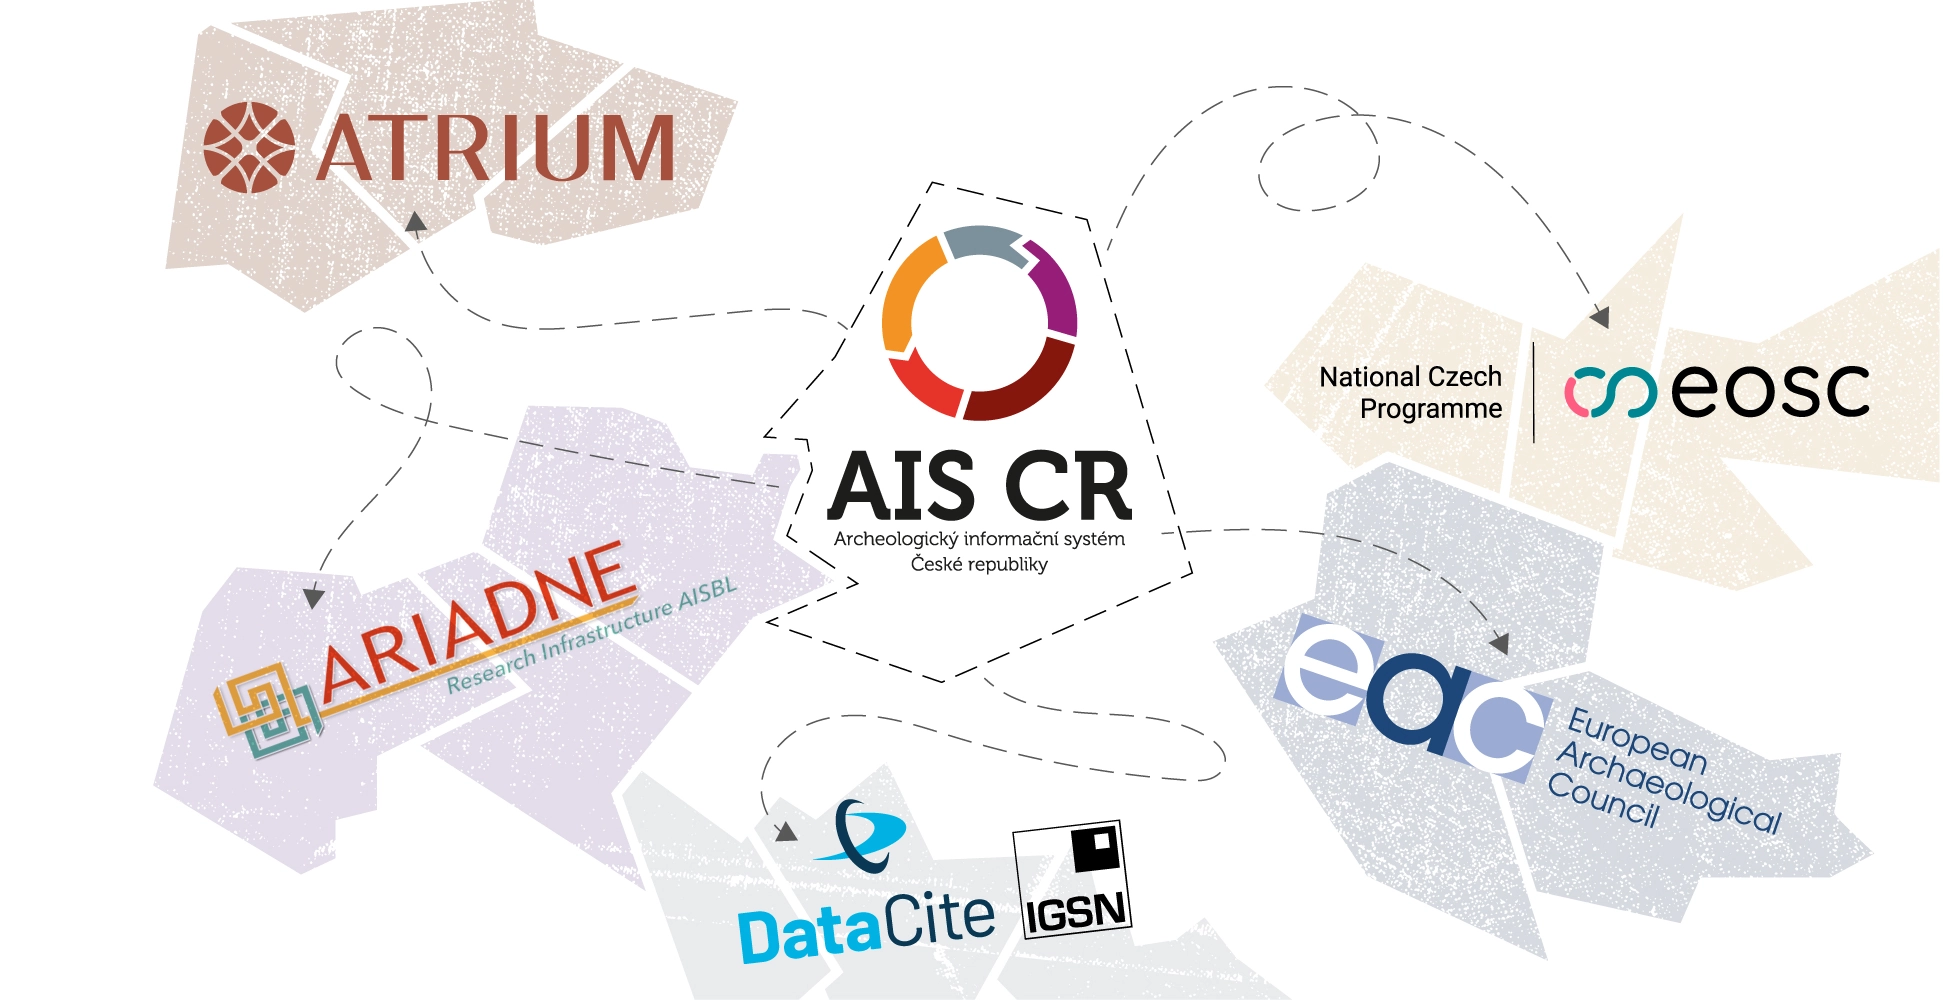 ATRIUM
AIS CR
Archeologický informační systém
České republiky
National Czech
Programme
eosc
ARIADNE
Research Infrastructure AISBL
eac
European
Archaeological
Council
DataCite
IGSN